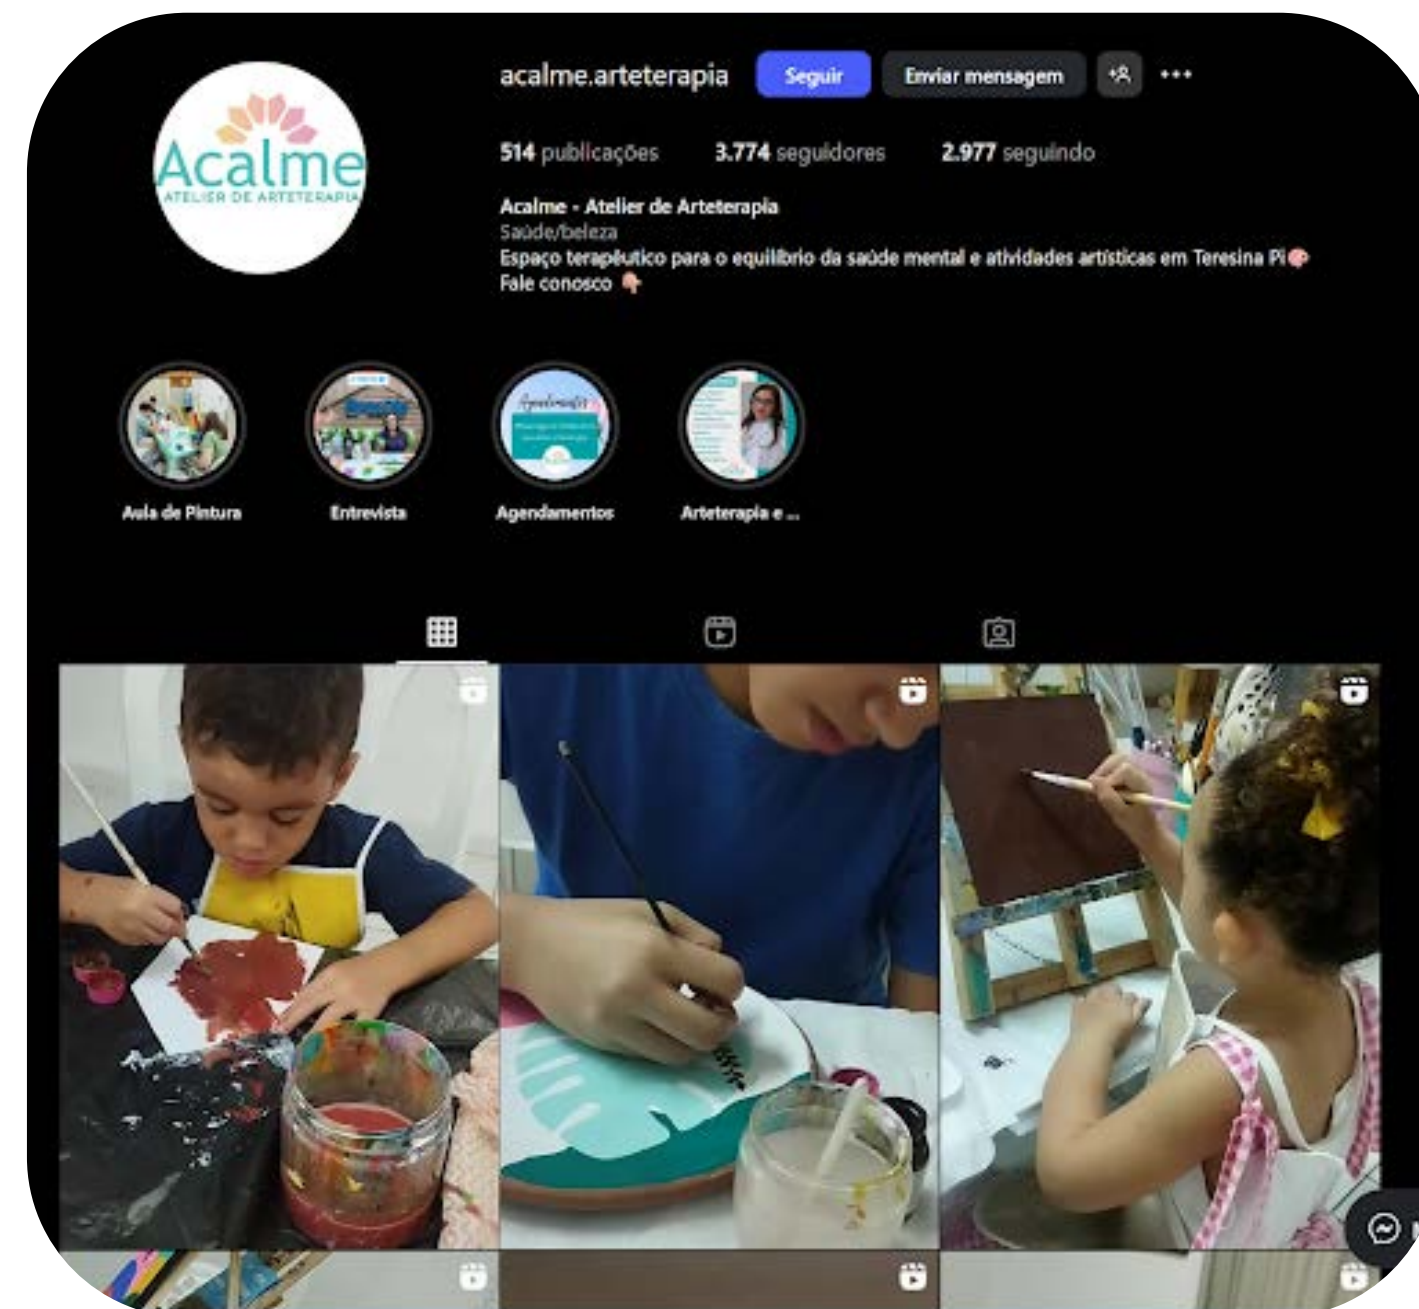 acalme.arteterapia Seguir Enviar mensagem
514 publicações 3.774 seguidores 2.977 seguindo
Acalme
ATELIER DE ARTETERAPIA
Acalme - Atelier de Arteterapia
Saúde/beleza
Espaço terapêutico para o equilíbrio da saúde mental e atividades artísticas em Teresina Pi
Fale conosco
Agendamentos
Aula de Pintura Entrevista Agendamentos Arteterapia e ...